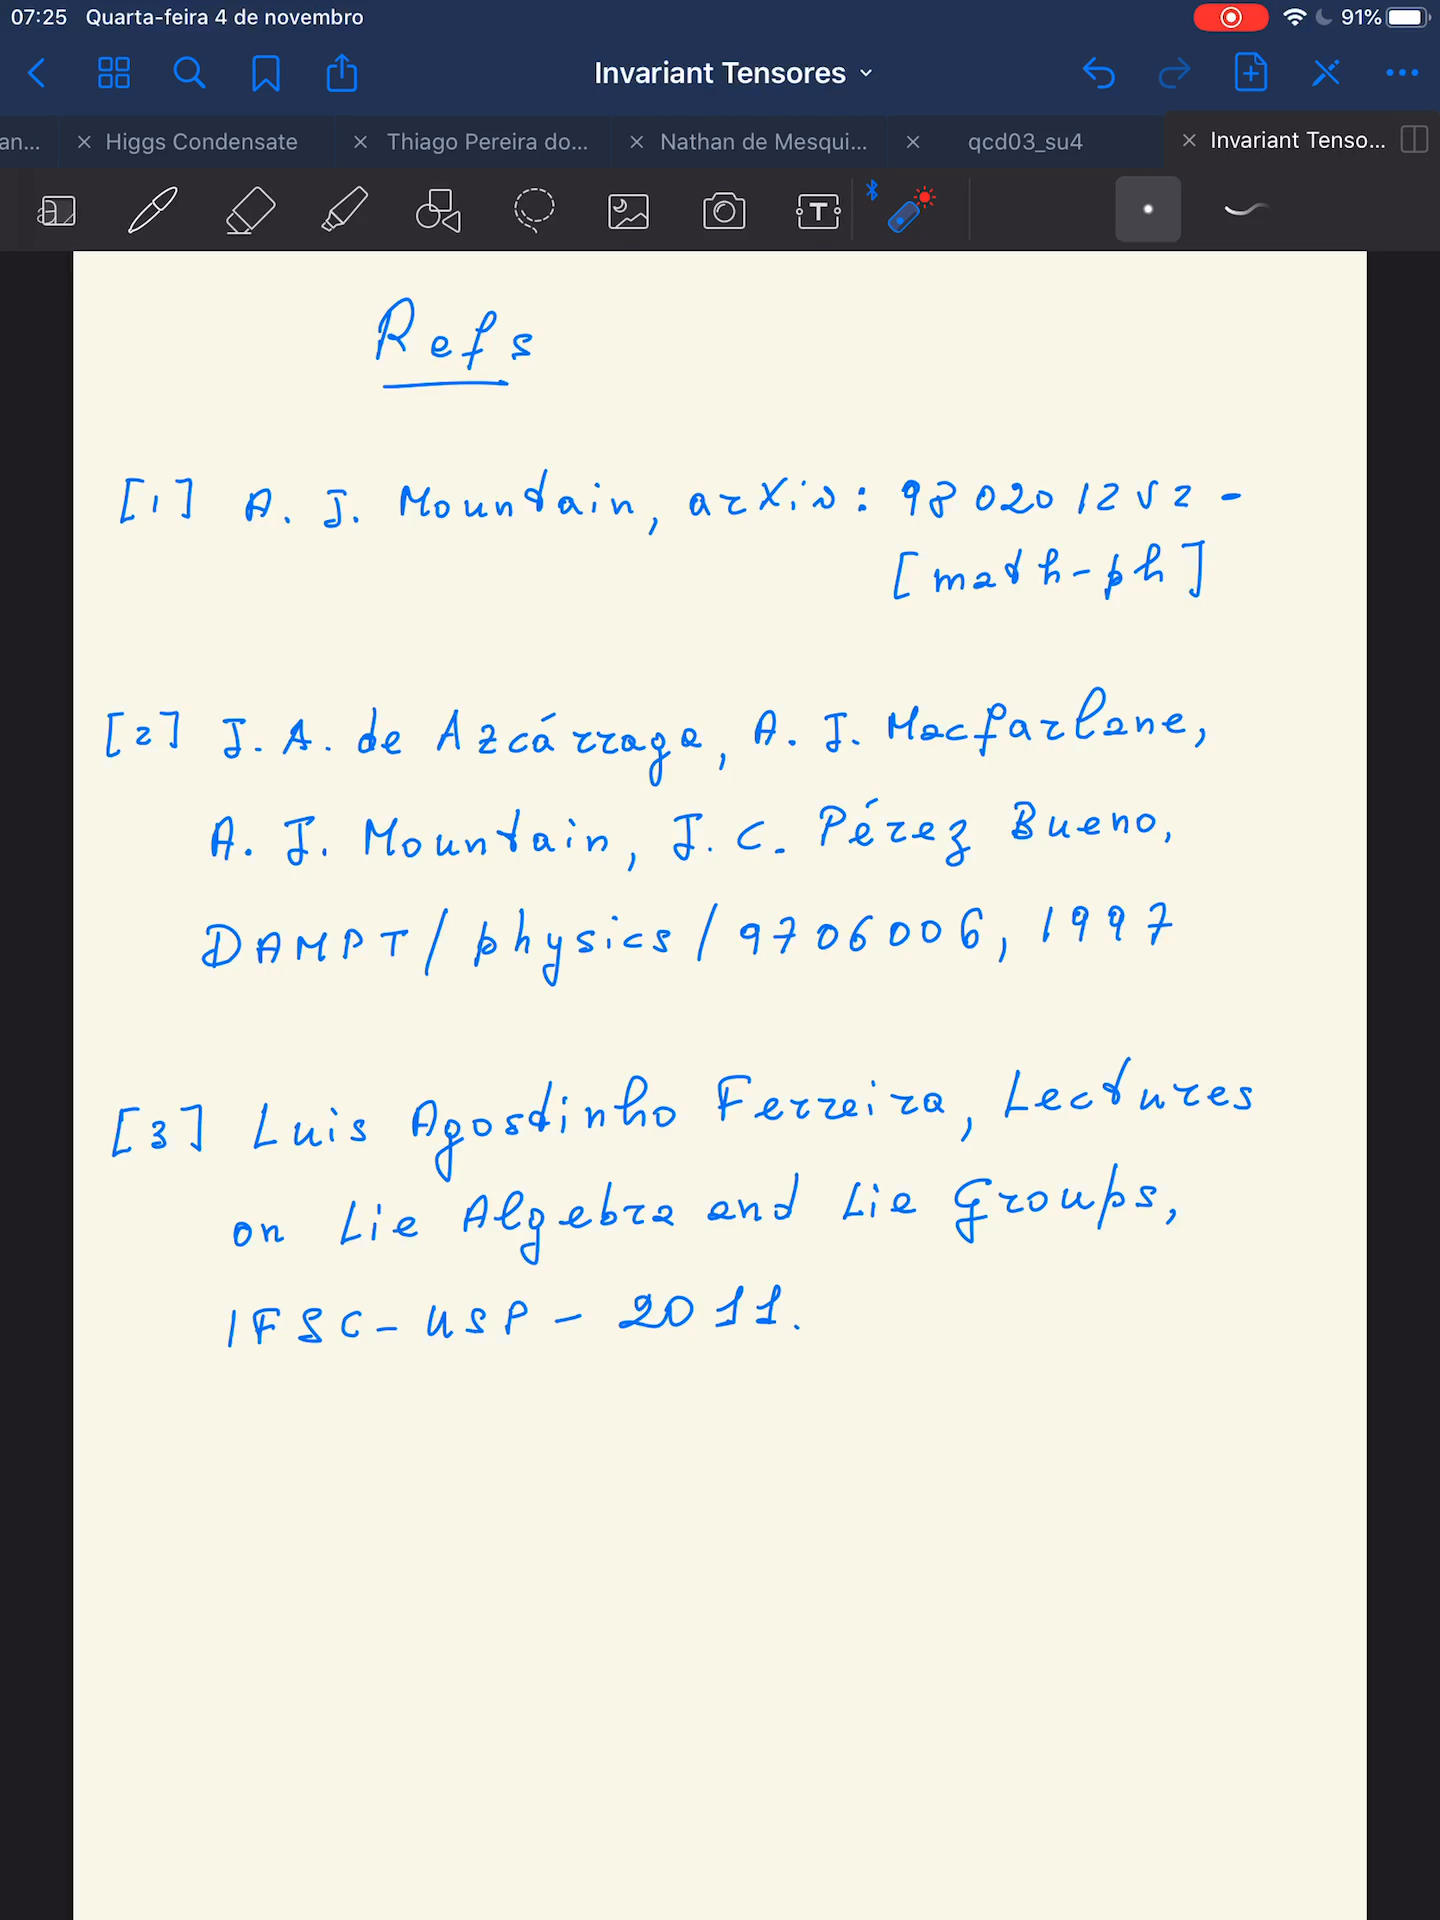 07:25 Quarta-feira 4 de novembro 91%
Invariant Tensores
an... Higgs Condensate Thiago Pereira do... Nathan de Mesqui... qcd03_su4 Invariant Tenso...
T
Refs
[1] A. J. Mountain, arXiv: 9802012v2 -
[math-ph]
[2] J. A. de Azcárraga, A. J. Macfarlane,
A. J. Mountain, J. C. Pérez Bueno,
DAMPT/physics/9706006, 1997
[3] Luis Agostinho Ferreira, Lectures
on Lie Algebra and Lie Groups,
IFSC-USP - 2011.